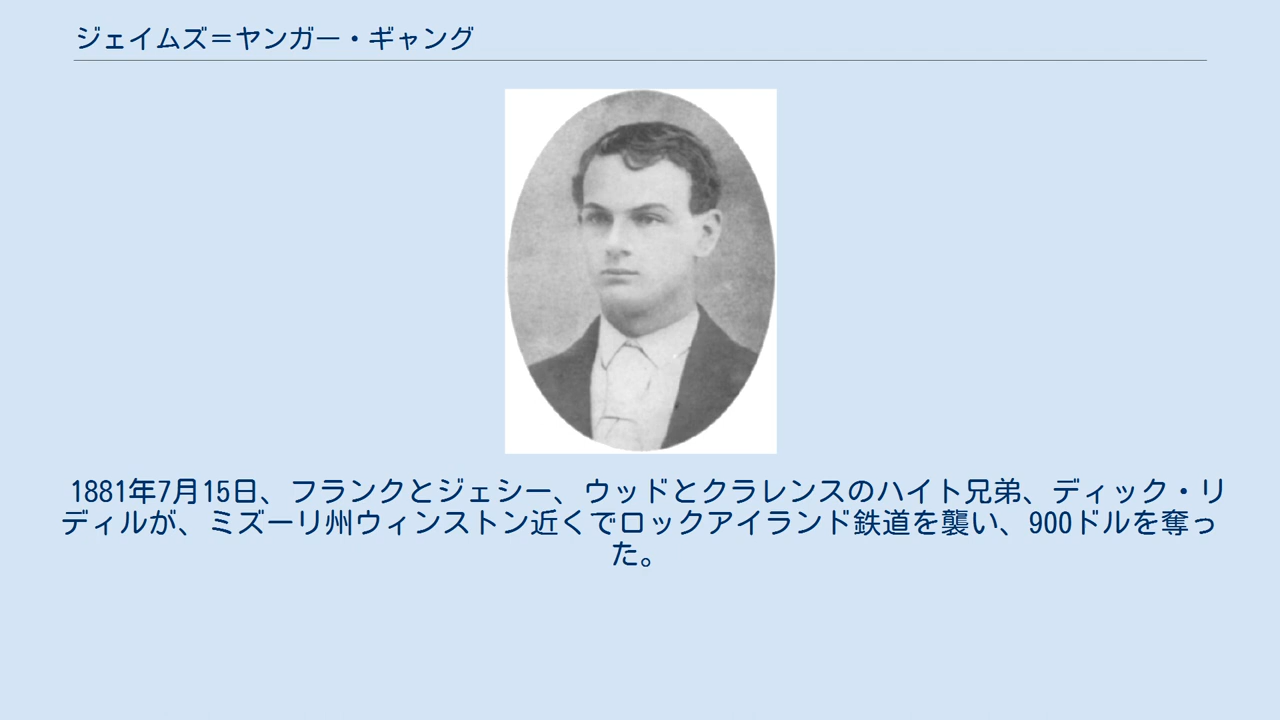 ジェイムズ＝ヤンガー・ギャング
1881年7月15日、フランクとジェシー、ウッドとクラレンスのハイト兄弟、ディック・リ
ディルが、ミズーリ州ウィンストン近くでロックアイランド鉄道を襲い、900ドルを奪っ
た。